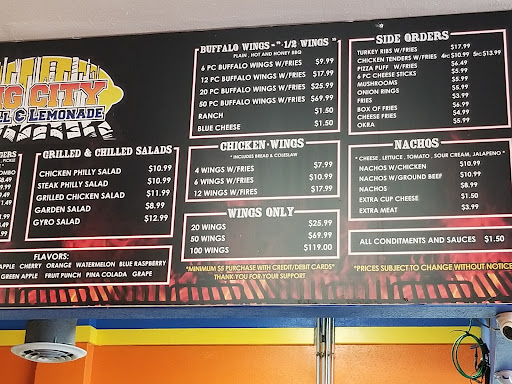 NG CITY
LL & LEMONADE
GERS
OMBO
GRILLED & CHILLED SALADS
CHICKEN PHILLY SALAD $10.99
STEAK PHILLY SALAD $10.99
GRILLED CHICKEN SALAD $11.99
GARDEN SALAD $8.99
GYRO SALAD $12.99
FLAVORS:
APPLE CHERRY ORANGE WATERMELON BLUE RASPBERRY
GREEN APPLE FRUIT PUNCH PINA COLADA GRAPE
BUFFALO WINGS - "1/2 WINGS"
PLAIN , HOT AND HONEY BBQ
6 PC BUFFALO WINGS W/FRIES $9.99
12 PC BUFFALO WINGS W/FRIES $17.99
20 PC BUFFALO WINGS W/FRIES $25.99
50 PC BUFFALO WINGS W/FRIES $69.99
RANCH $1.50
BLUE CHEESE $1.50
CHICKEN WINGS
* INCLUDES BREAD & COLESLAW
4 WINGS W/FRIES $7.99
6 WINGS W/FRIES $10.99
12 WINGS W/FIRES $17.99
WINGS ONLY
20 WINGS $25.99
50 WINGS $69.99
100 WINGS $119.00
*MINIMUM $5 PURCHASE WITH CREDIT/DEBIT CARDS*
THANK YOU FOR YOUR SUPPORT
SIDE ORDERS
TURKEY RIBS W/FRIES $17.99
CHICKEN TENDERS W/FRIES 4PC $10.99 5PC $13.99
PIZZA PUFF W/FRIES $6.49
6 PC CHEESE STICKS $5.99
MUSHROOMS $5.99
ONION RINGS $5.99
FRIES $3.99
BOX OF FRIES $6.99
CHEESE FRIES $4.99
OKRA $5.99
NACHOS
* CHEESE , LETTUCE , TOMATO , SOUR CREAM, JALAPENO *
NACHOS W/CHICKEN $10.99
NACHOS W/GROUND BEEF $10.99
NACHOS $8.99
EXTRA CUP CHEESE $1.50
EXTRA MEAT $3.99
ALL CONDITMENTS AND SAUCES $1.50
*PRICES SUBJECT TO CHANGE WITHOUT NOTICE